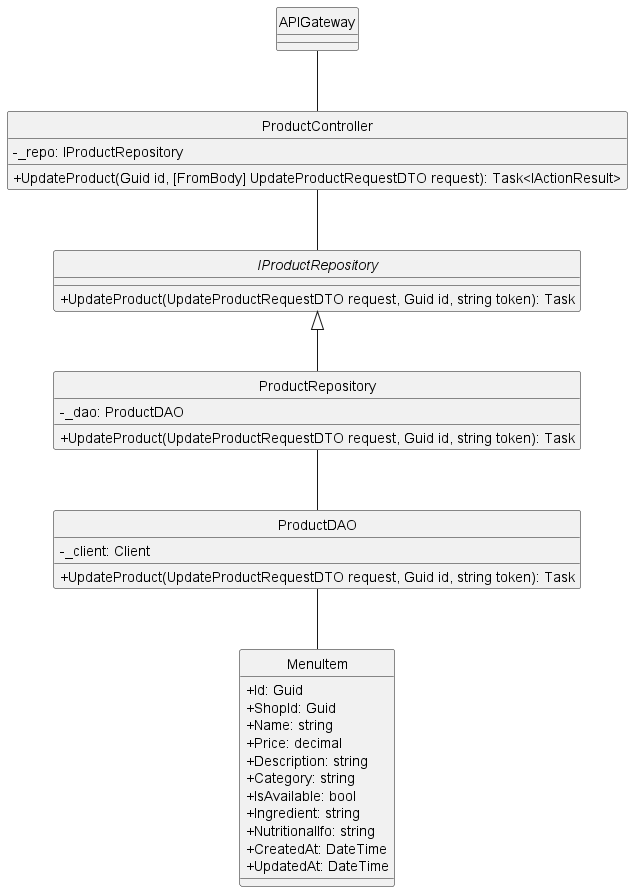 APIGateway
ProductController
-_repo: IProductRepository
+UpdateProduct(Guid id, [FromBody] UpdateProductRequestDTO request): Task<IActionResult>
IProductRepository
+UpdateProduct(UpdateProductRequestDTO request, Guid id, string token): Task
ProductRepository
-_dao: ProductDAO
+UpdateProduct(UpdateProductRequestDTO request, Guid id, string token): Task
ProductDAO
-_client: Client
+UpdateProduct(UpdateProductRequestDTO request, Guid id, string token): Task
MenuItem
+Id: Guid
+ShopId: Guid
+Name: string
+Price: decimal
+Description: string
+Category: string
+IsAvailable: bool
+Ingredient: string
+NutritionalIfo: string
+CreatedAt: DateTime
+UpdatedAt: DateTime